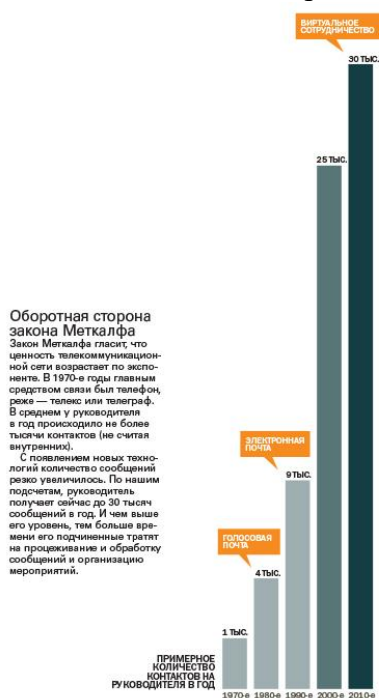 ВИРТУАЛЬНОЕ
СОТРУДНИЧЕСТВО
30 ТЫС.
25 ТЫС.
Оборотная сторона
закона Меткалфа
Закон Меткалфа гласит, что
ценность телекоммуникацион-
ной сети возрастает по экспо-
ненте. В 1970-е годы главным
средством связи был телефон,
реже — телекс или телеграф.
В среднем у руководителя
в год происходило не более
тысячи контактов (не считая
внутренних).
С появлением новых техно-
логий количество сообщений
резко увеличилось. По нашим
подсчетам, руководитель
получает сейчас до 30 тысяч
сообщений в год. И чем выше
его уровень, тем больше вре-
мени его подчиненные тратят
на процеживание и обработку
сообщений и организацию
мероприятий.
ЭЛЕКТРОННАЯ
ПОЧТА
9 ТЫС.
ГОЛОСОВАЯ
ПОЧТА
4 ТЫС.
1 ТЫС.
ПРИМЕРНОЕ
КОЛИЧЕСТВО
КОНТАКТОВ НА
РУКОВОДИТЕЛЯ В ГОД
1970-е 1980-е 1990-е 2000-е 2010-е